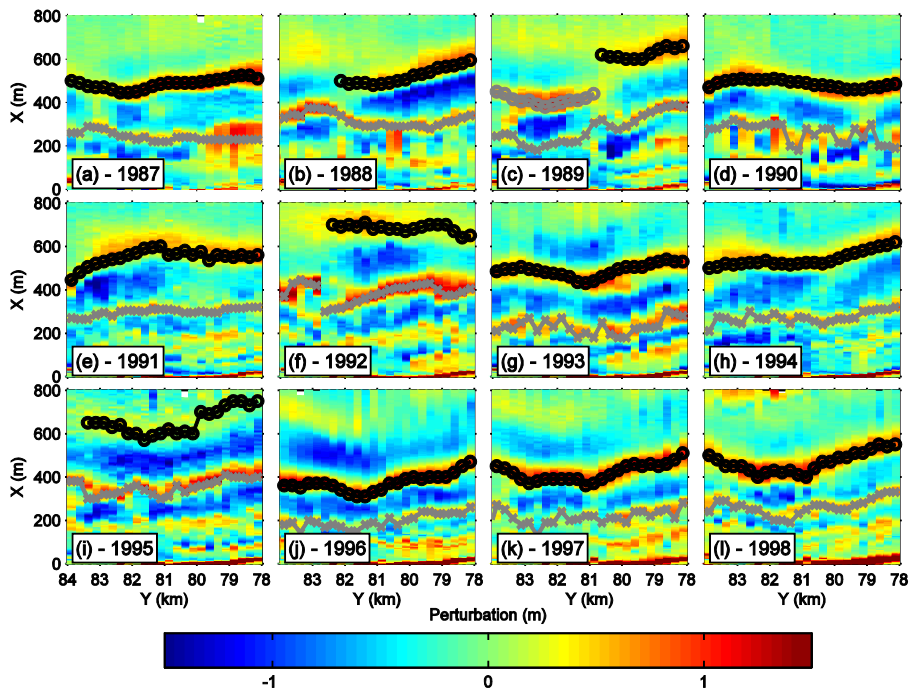 800
600
X (m)
400
200
0
(a) - 1987
(b) - 1988
(c) - 1989
(d) - 1990
800
600
X (m)
400
200
0
(e) - 1991
(f) - 1992
(g) - 1993
(h) - 1994
800
600
X (m)
400
200
0
(i) - 1995
(j) - 1996
(k) - 1997
(l) - 1998
84 83 82 81 80 79 78
83 82 81 80 79 78
83 82 81 80 79 78
83 82 81 80 79 78
Y (km) Y (km) Y (km) Y (km)
Perturbation (m)
-1 0 1